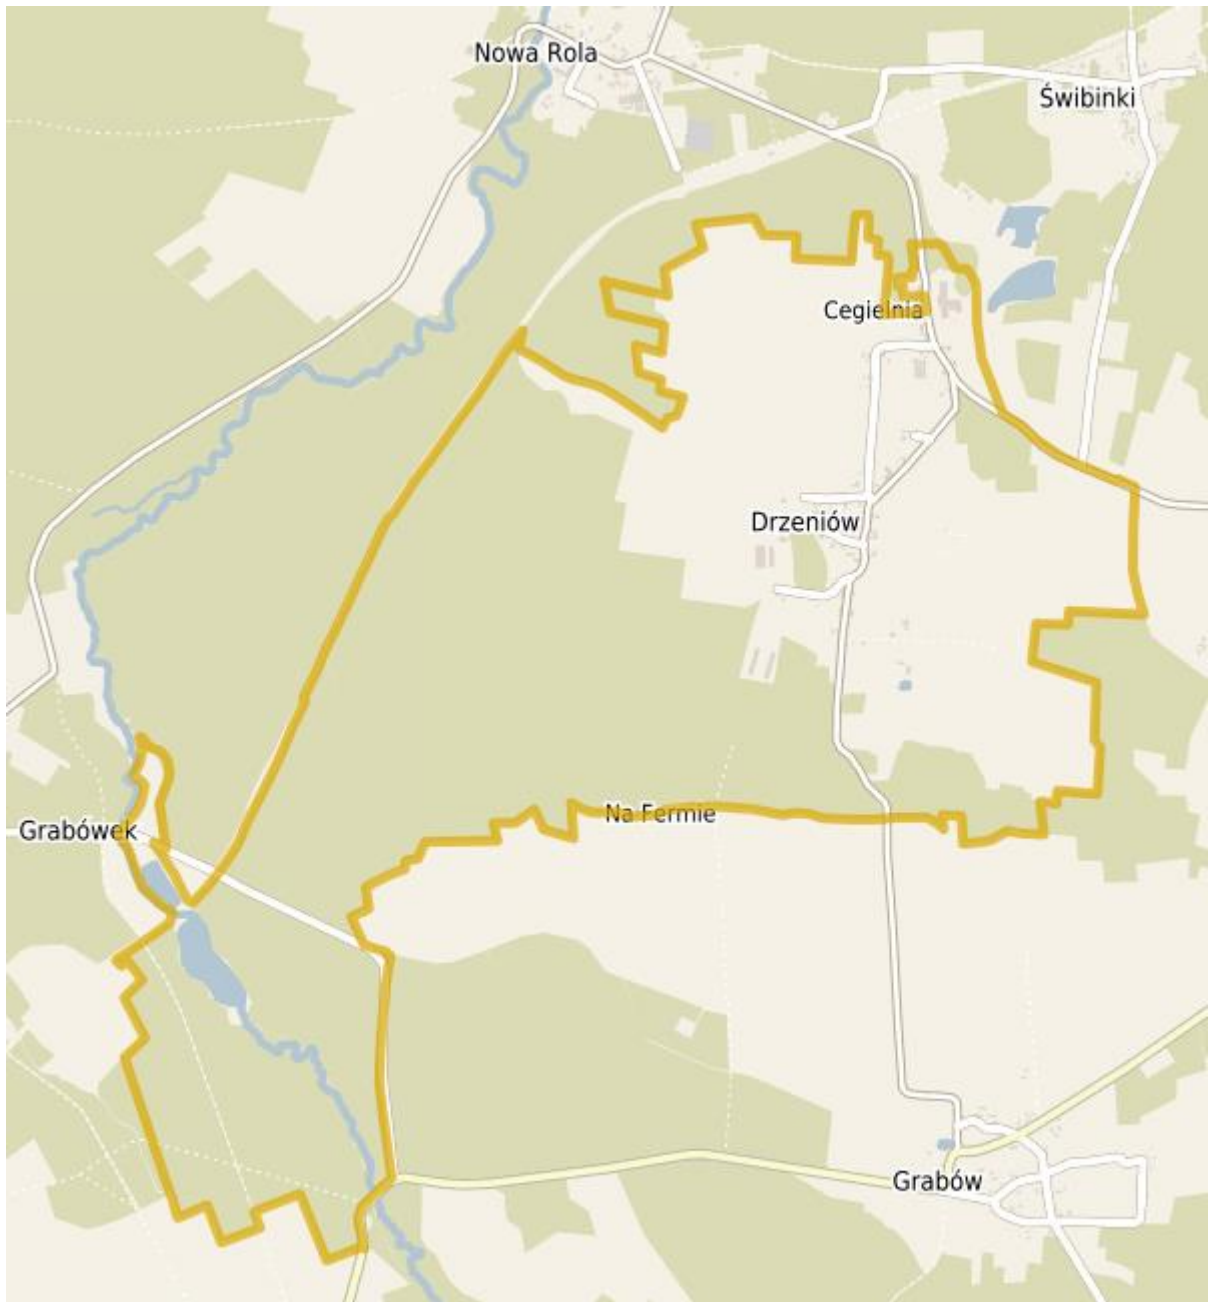 Nowa Rola
Świbinki
Cegielnia
Drzeniów
Na Fermie
Grabówek
Grabów